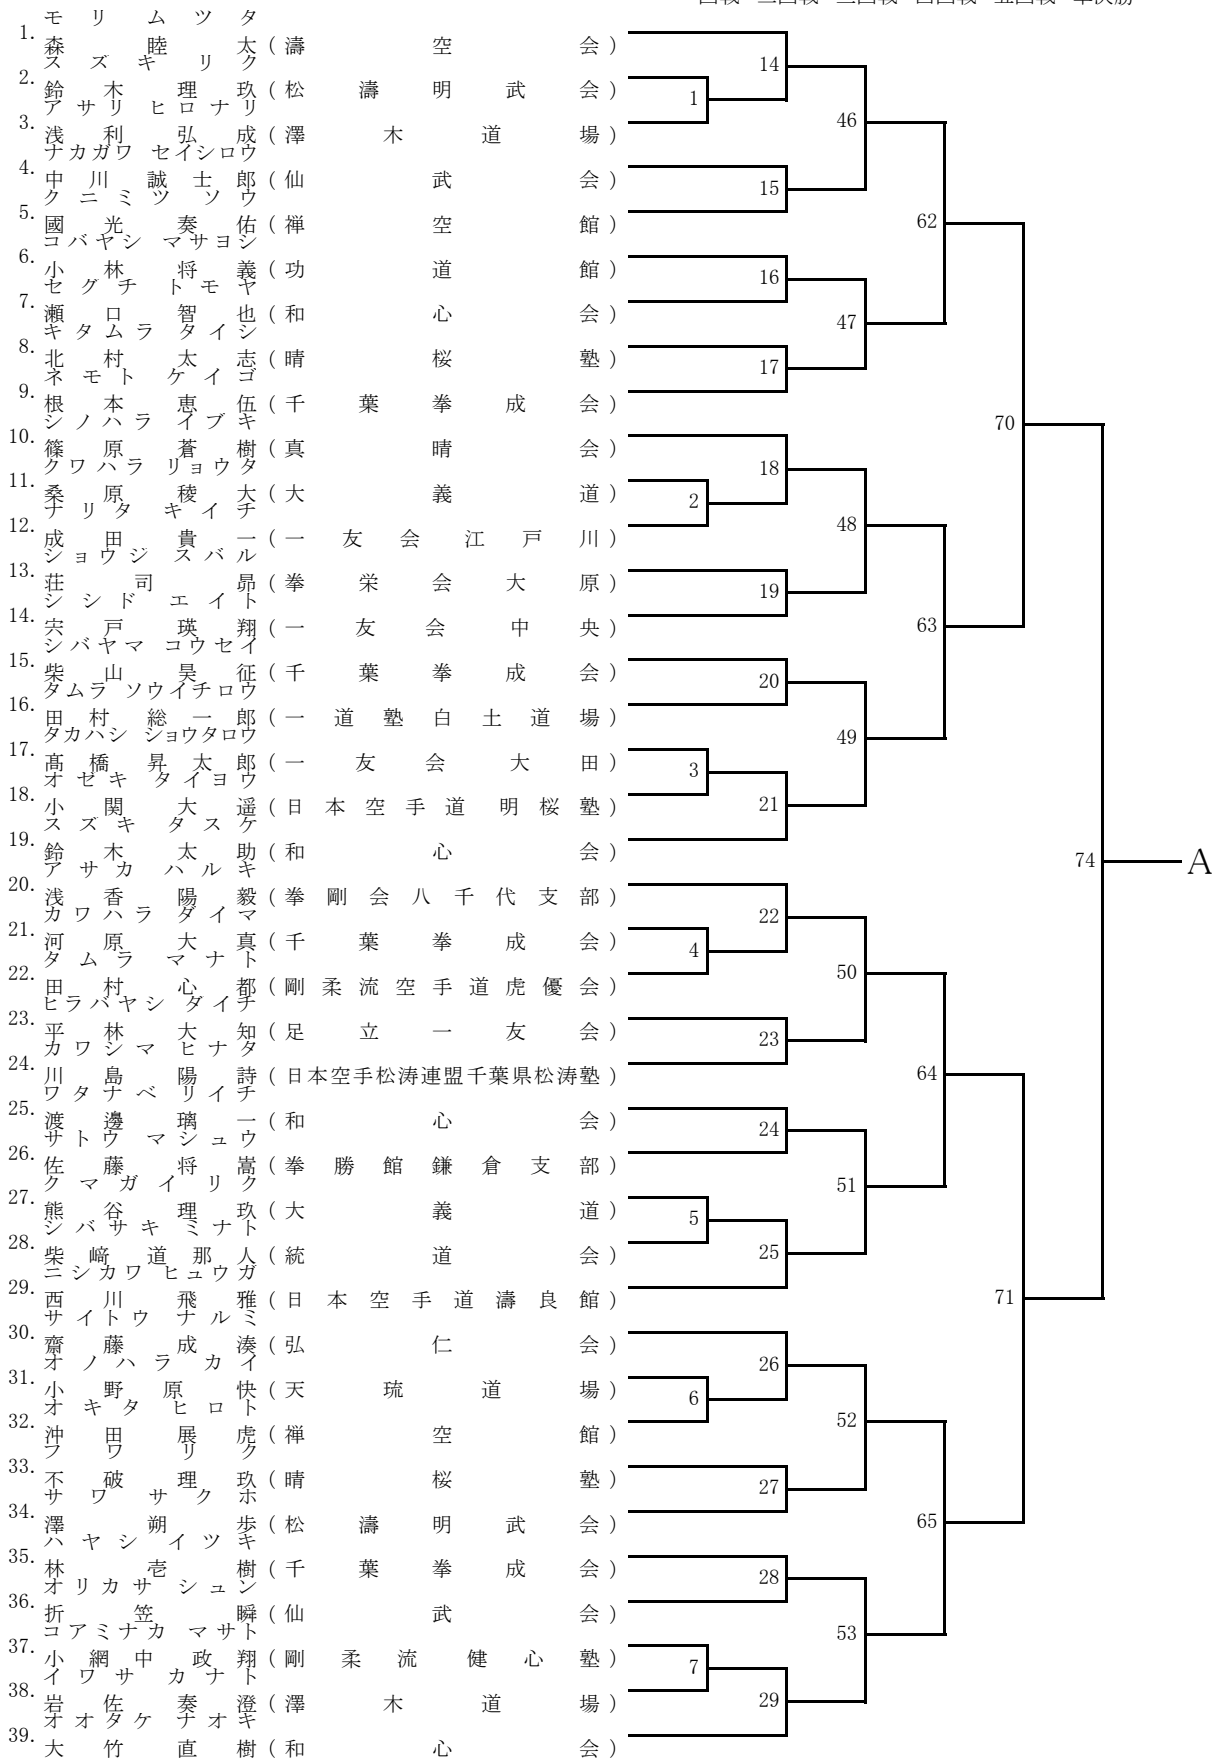 回戦 二回戦 三回戦 四回戦 五回戦 準決勝
モリムツタ
1. 森睦太(濤空会)
スズキリク
2. 鈴木理玖(松濤明武会)
アサリ ヒロナリ
3. 浅利弘成(澤木道場)
ナカガワ セイシロウ
4. 中川誠士郎(仙武会)
クニミツ ソウ
5. 國光奏佑(禅空館)
コバヤシ マサヨシ
6. 小林将義(功道館)
セグチ トモヤ
7. 瀬口智也(和心会)
キタムラ タイシ
8. 北村太志(晴桜塾)
ネモト ケイゴ
9. 根本恵伍(千葉拳成会)
シノハラ イブキ
10. 篠原蒼樹(真晴会)
クワハラ リョウタ
11. 桑原稜大(大義道)
ナリタ キイチ
12. 成田貴一(一友会江戸川)
ショウジ スバル
13. 荘司昴(拳栄会大原)
シシド エイト
14. 宍戸瑛翔(一友会中央)
シバヤマ コウセイ
15. 柴山昊征(千葉拳成会)
タムラ ソウイチロウ
16. 田村総一郎(一道塾白土道場)
タカハシ ショウタロウ
17. 髙橋昇太郎(一友会大田)
オゼキ タイヨウ
18. 小関大遥(日本空手道 明桜塾)
スズキ タスケ
19. 鈴木太助(和心会)
アサカ ハルキ
20. 浅香陽毅(拳剛会八千代支部)
カワハラ ダイマ
21. 河原大真(千葉拳成会)
タムラ マナト
22. 田村心都(剛柔流空手道虎優会)
ヒラバヤシ ダイチ
23. 平林大知(足立一友会)
カワシマ ヒナタ
24. 川島陽詩(日本空手松涛連盟千葉県松涛塾)
ワタナベ リイチ
25. 渡邊璃一(和心会)
サトウ マシュウ
26. 佐藤将嵩(拳勝館鎌倉支部)
クマガイ リク
27. 熊谷理玖(大義道)
シバサキ ミナト
28. 柴﨑道那人(統道会)
ニシカワ ヒュウガ
29. 西川飛雅(日本空手道濤良館)
サイトウ ナルミ
30. 齋藤成湊(弘仁会)
オノハラ カイ
31. 小野原快(天琉道場)
オキタ ヒロト
32. 沖田展虎(禅空館)
フワリク
33. 不破理玖(晴桜塾)
サワサクホ
34. 澤朔歩(松濤明武会)
ハヤシ イツキ
35. 林壱樹(千葉拳成会)
オリカサ シュン
36. 折笠瞬(仙武会)
コアミナカ マサト
37. 小網中政翔(剛柔流健心塾)
イワサ カナト
38. 岩佐奏澄(澤木道場)
オオタケ ナオキ
39. 大竹直樹(和心会)
1
2
3
4
5
6
7
14
15
16
17
18
19
20
21
22
23
24
25
26
27
28
29
46
47
48
49
50
51
52
53
62
63
64
65
70
71
74
A